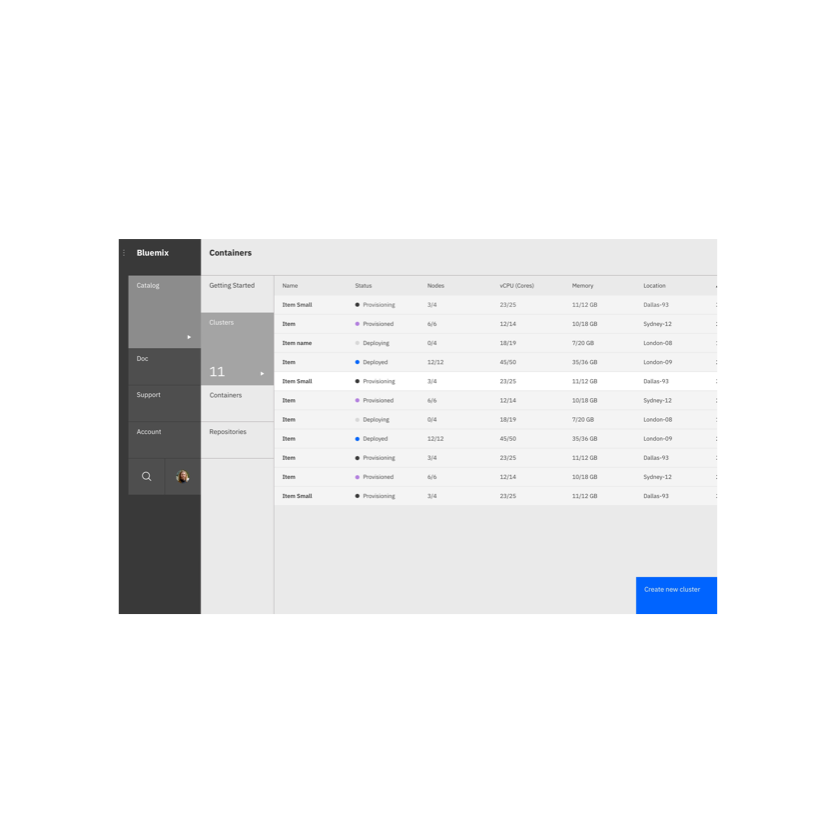 Bluemix
Containers
Catalog
Doc
Support
Account
Getting Started
Clusters
11
Containers
Repositories
Name Status Nodes vCPU (Cores) Memory Location
Item Small Provisioning 3/4 23/25 11/12 GB Dallas-93
Item Provisioned 6/6 12/14 10/18 GB Sydney-12
Item name Deploying 0/4 18/19 7/20 GB London-08
Item Deployed 12/12 45/50 35/36 GB London-09
Item Small Provisioning 3/4 23/25 11/12 GB Dallas-93
Item Provisioned 6/6 12/14 10/18 GB Sydney-12
Item Deploying 0/4 18/19 7/20 GB London-08
Item Deployed 12/12 45/50 35/36 GB London-09
Item Provisioning 3/4 23/25 11/12 GB Dallas-93
Item Provisioned 6/6 12/14 10/18 GB Sydney-12
Item Small Provisioning 3/4 23/25 11/12 GB Dallas-93
Create new cluster